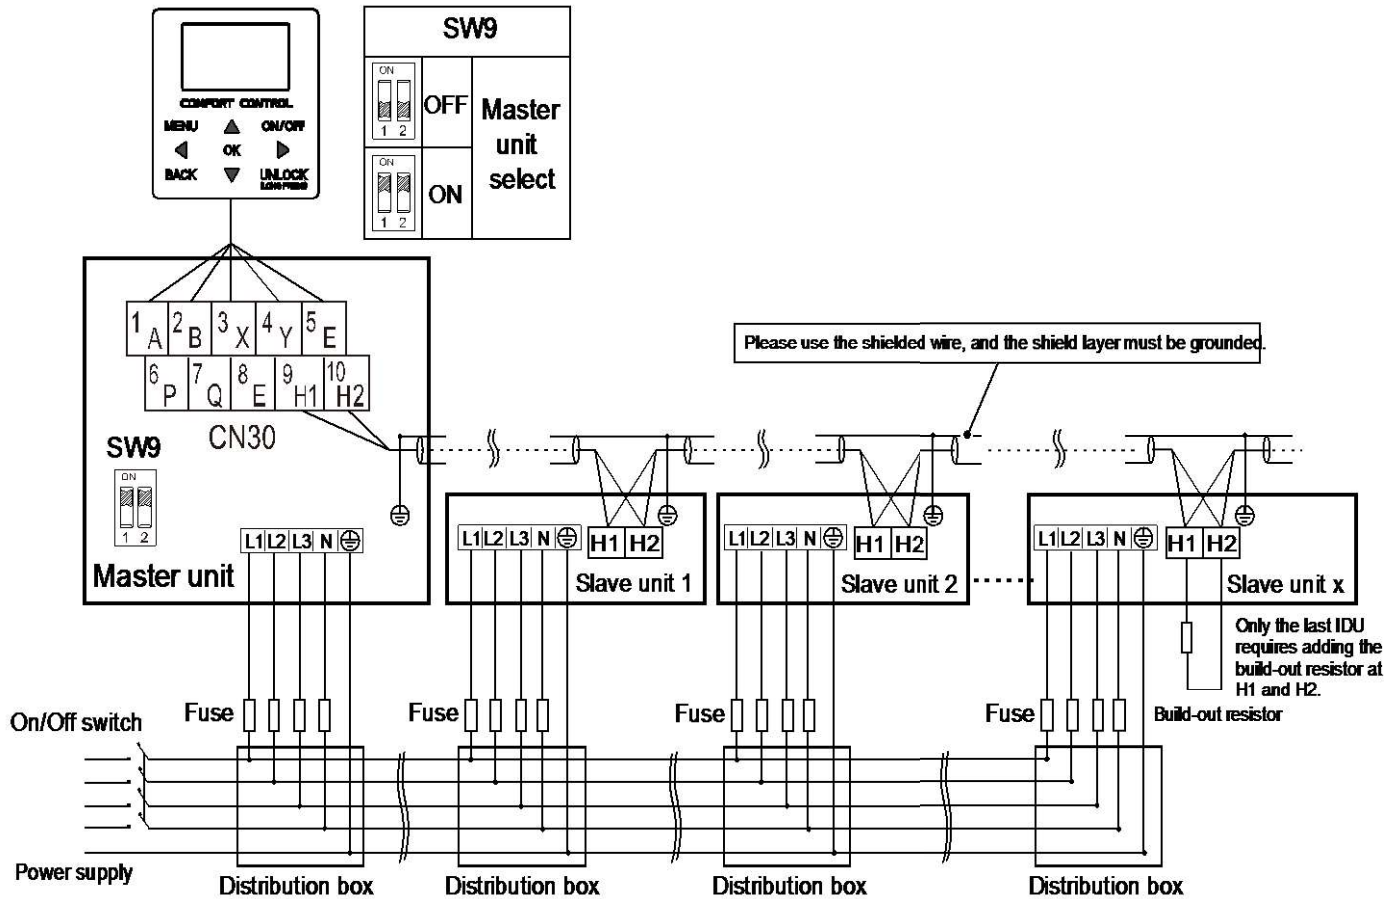 COMFORT CONTROL
MENU ON/OFF
OK
BACK UNLOCK
LONG PRESS
SW9
ON
1 2
OFF
ON
1 2
ON
Master
unit
select
1 A 2 B 3 X 4 Y 5 E
6 P 7 Q 8 E 9 H1 10 H2
CN30
SW9
ON
1 2
L1 L2 L3 N
Master unit
Please use the shielded wire, and the shield layer must be grounded.
L1 L2 L3 N
H1 H2
Slave unit 1
L1 L2 L3 N
H1 H2
Slave unit 2
L1 L2 L3 N
H1 H2
Slave unit x
Only the last IDU
requires adding the
build-out resistor at
H1 and H2.
Build-out resistor
On/Off switch
Fuse
Fuse
Fuse
Fuse
Power supply
Distribution box
Distribution box
Distribution box
Distribution box